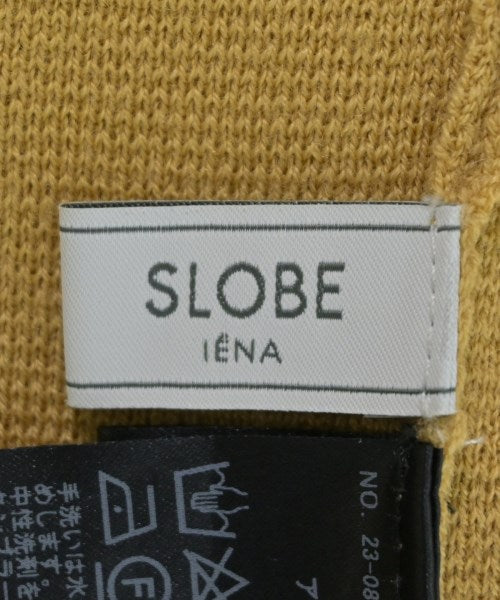 SLOBE
IÉNA
NO. 23-08
ア
手洗いは水
めします。
中性洗剤を
F